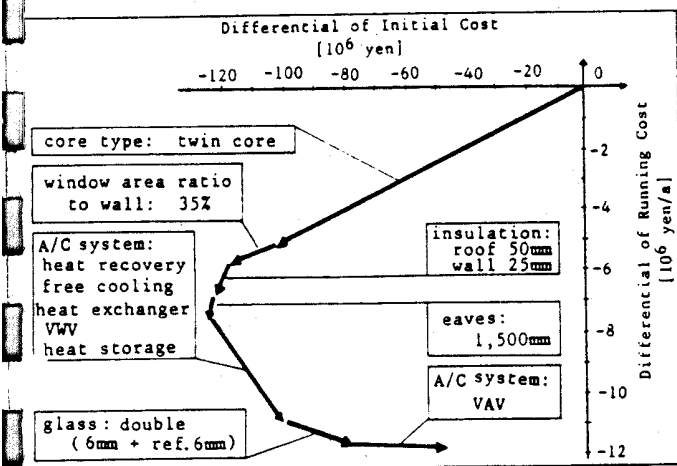 Differential of Initial Cost
[10⁶ yen]
-120 -100 -80 -60 -40 -20 0
core type: twin core
window area ratio
to wall: 35%
A/C system:
heat recovery
free cooling
heat exchanger
VWV
heat storage
glass: double
(6mm + ref.6mm)
insulation:
roof 50mm
wall 25mm
eaves:
1,500mm
A/C system:
VAV
-2
-4
-6
-8
-10
-12
Differential of Running Cost
[10⁶ yen/a]